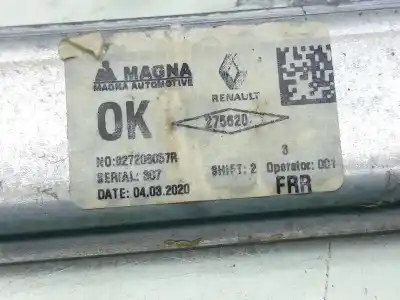 MAGNA
MAGNA AUTOMOTIVE
RENAULT
OK
275620
NO:827206057R
3
SERIAL: 307
SHIFT: 2 Operator: 001
DATE: 04.03.2020
FRR